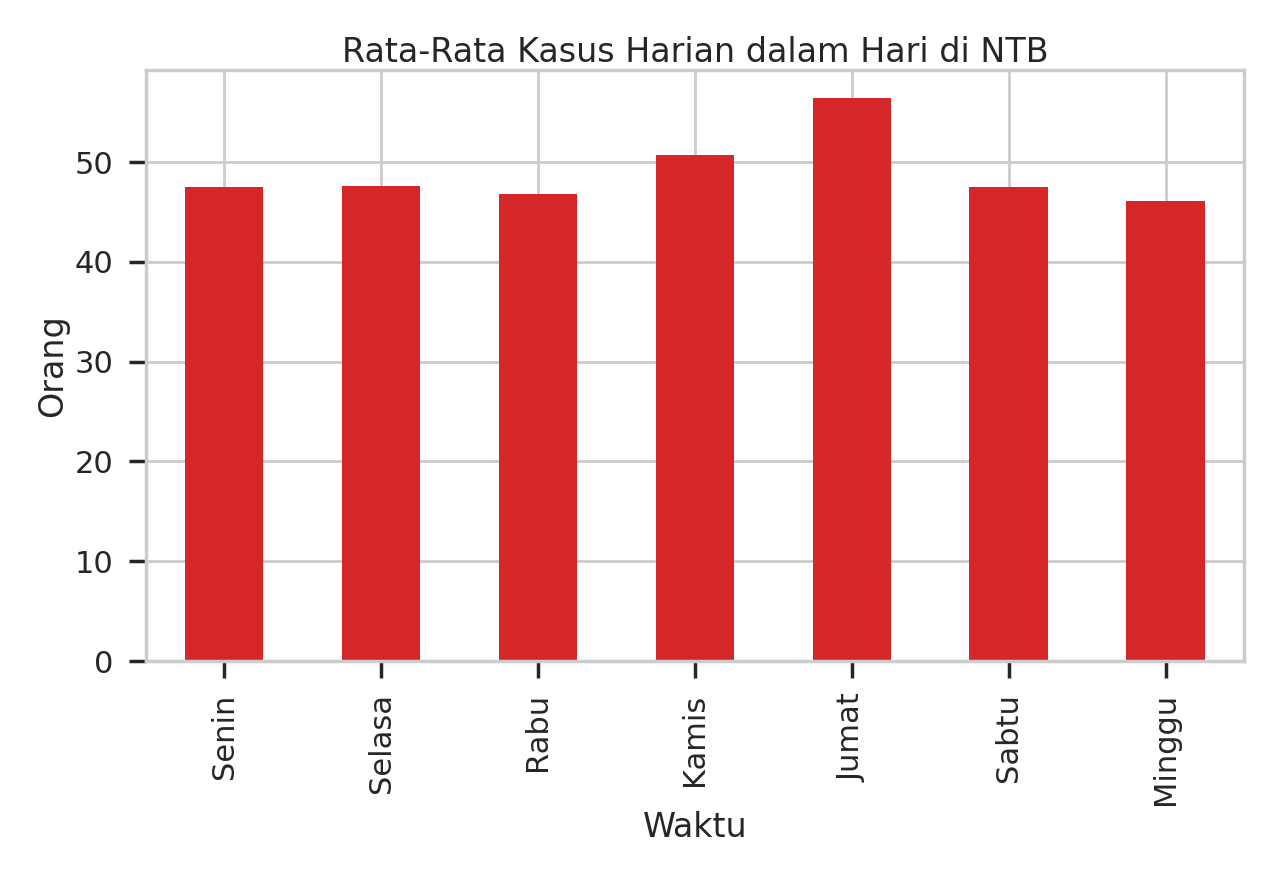 Rata-Rata Kasus Harian dalam Hari di NTB
Orang
50
40
30
20
10
0
Senin
Selasa
Rabu
Kamis
Jumat
Sabtu
Minggu
Waktu